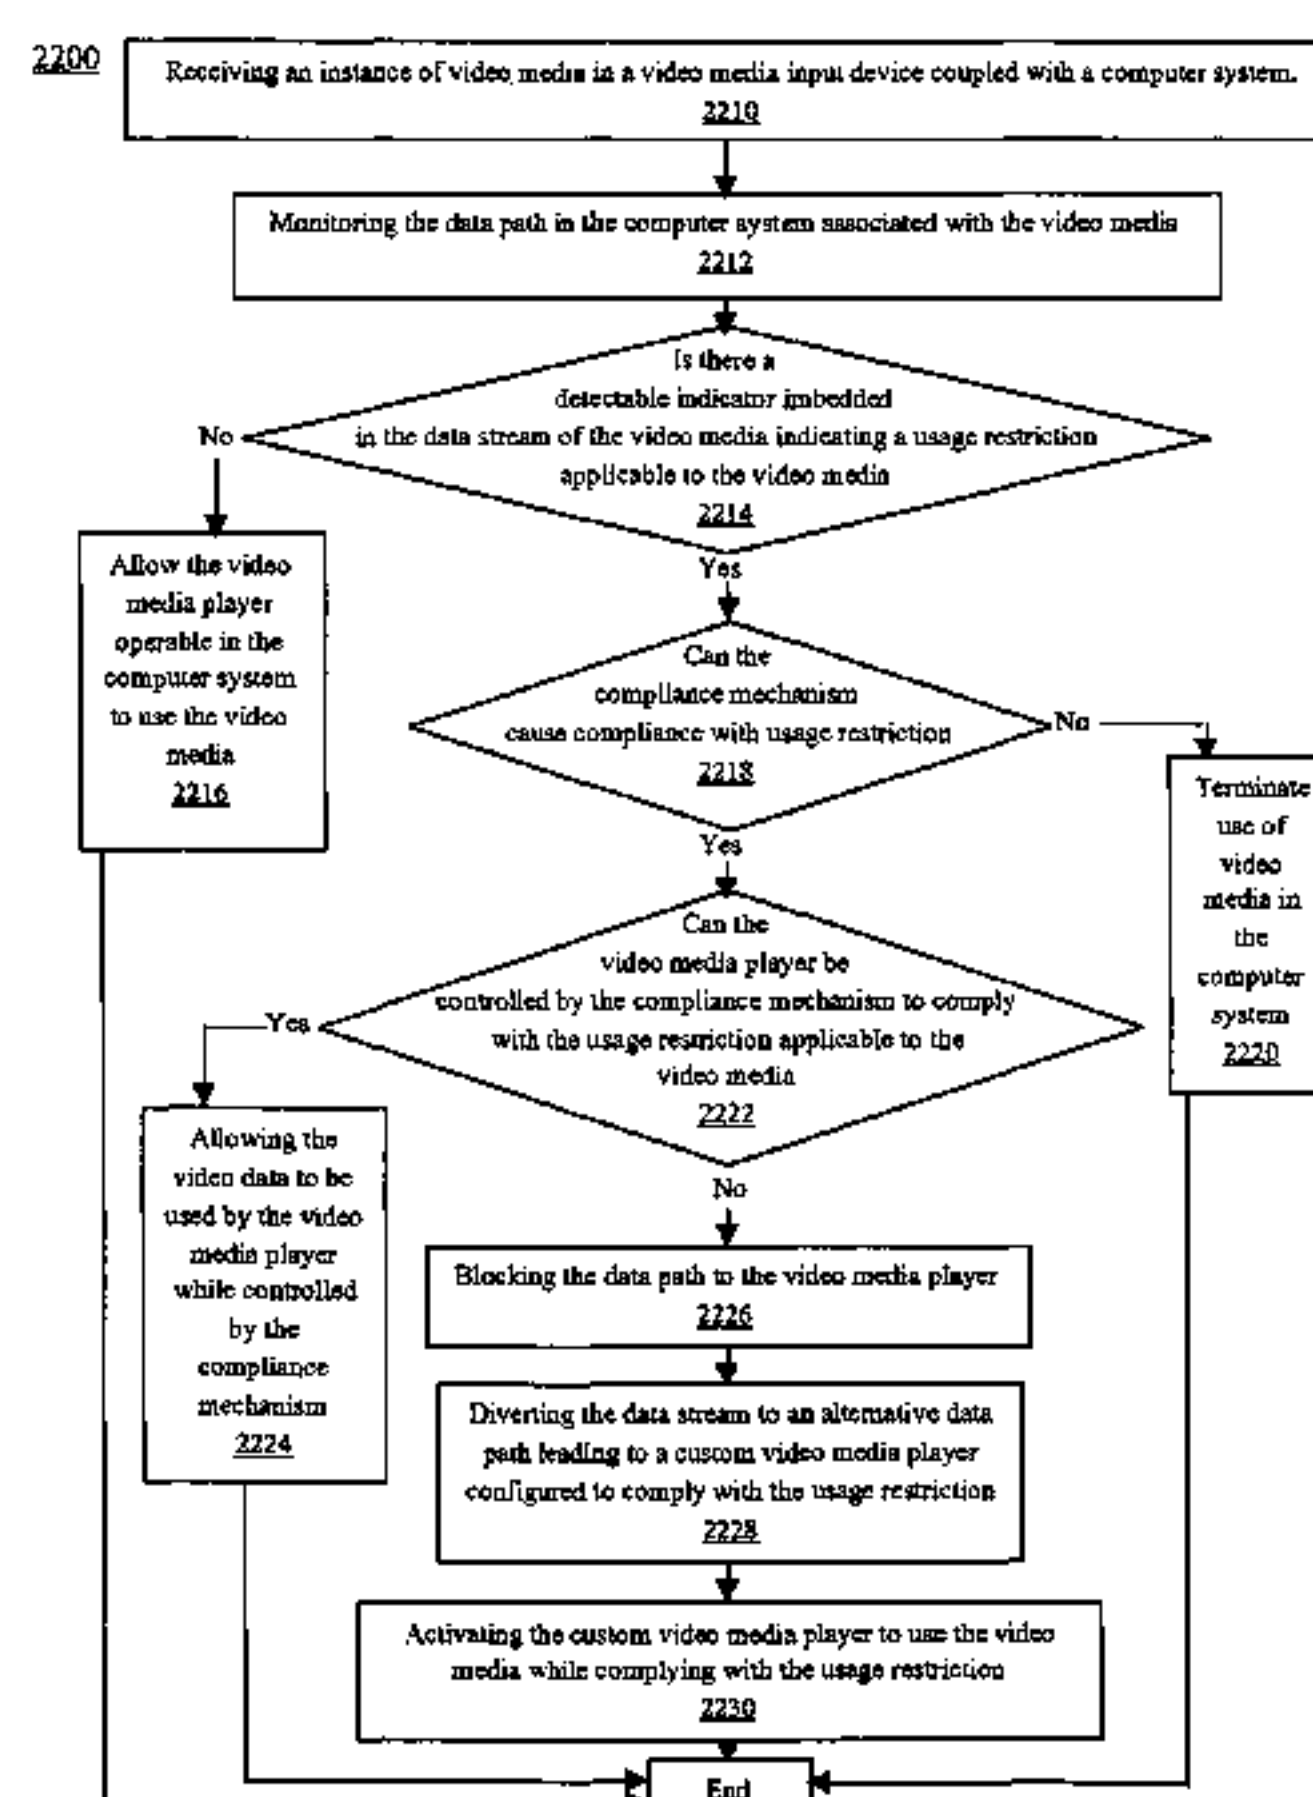 2200
Receiving an instance of video media in a video media input device coupled with a computer system.
2210
Monitoring the data path in the computer system associated with the video media
2212
Is there a
detectable indicator imbedded
in the data stream of the video media indicating a usage restriction
applicable to the video media
2214
No
Yes
Allow the video
media player
operable in the
computer system
to use the video
media
2216
Can the
compliance mechanism
cause compliance with usage restriction
2218
No
Yes
Terminate
use of
video
media in
the
computer
system
2220
Can the
video media player be
controlled by the compliance mechanism to comply
with the usage restriction applicable to the
video media
2222
Yes
No
Allowing the
video data to be
used by the video
media player
while controlled
by the
compliance
mechanism
2224
Blocking the data path to the video media player
2226
Diverting the data stream to an alternative data
path leading to a custom video media player
configured to comply with the usage restriction
2228
Activating the custom video media player to use the video
media while complying with the usage restriction
2230
End